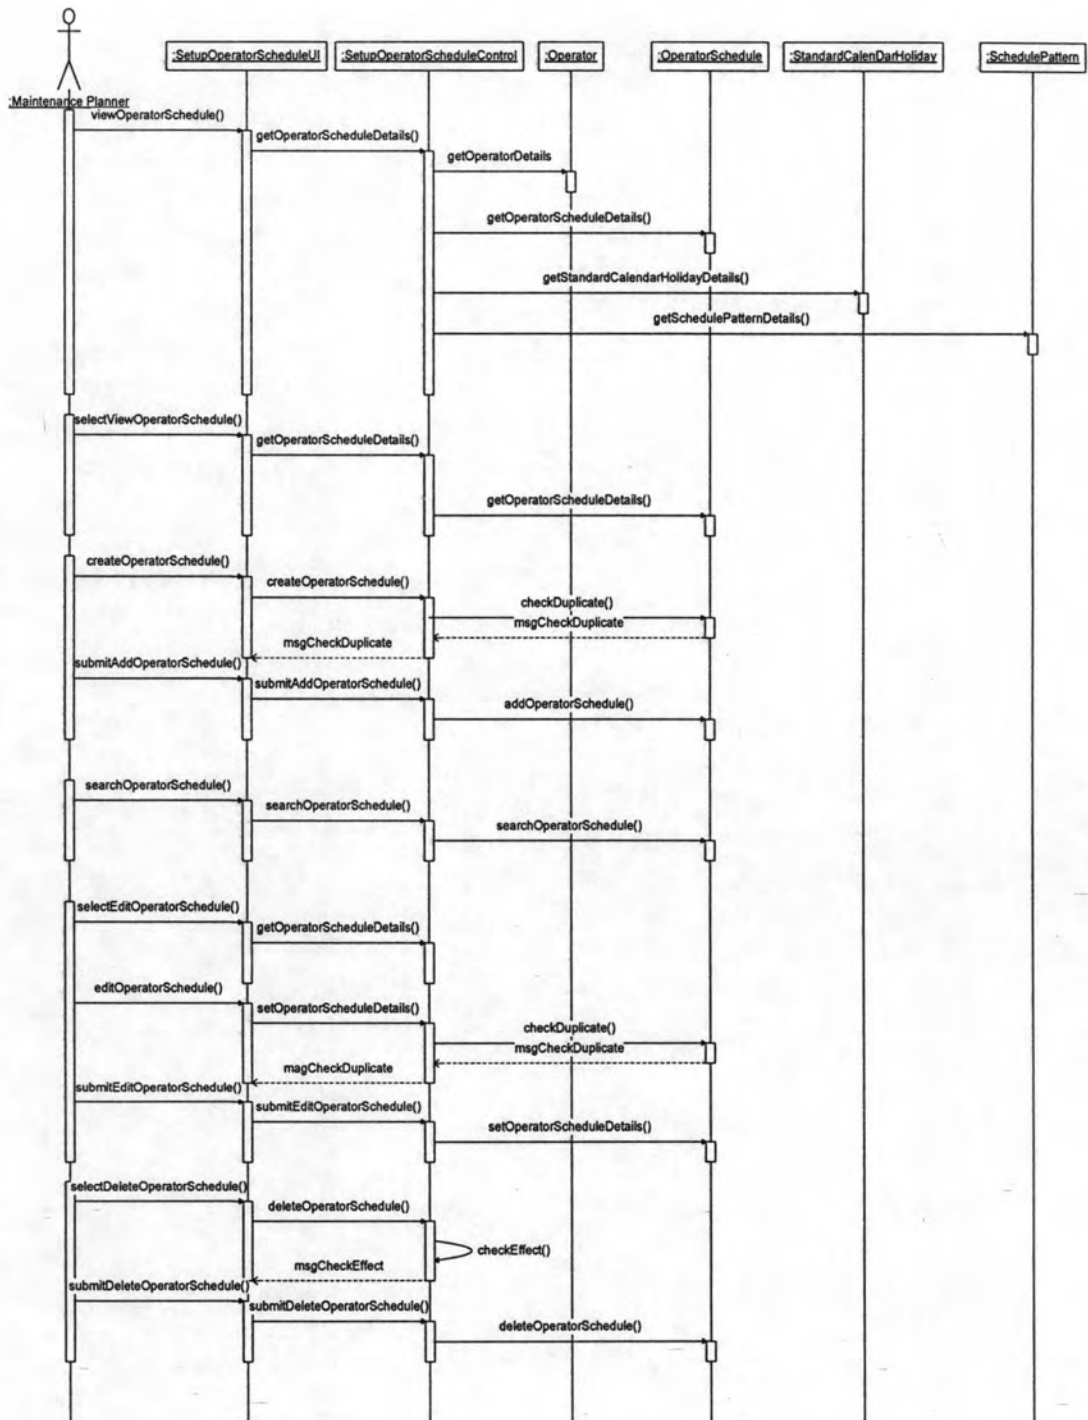 :SetupOperatorScheduleUI
:SetupOperatorScheduleControl
:Operator
:OperatorSchedule
:StandardCalenDarHoliday
:SchedulePattern
:Maintenance Planner
viewOperatorSchedule()
getOperatorScheduleDetails()
getOperatorDetails
getOperatorScheduleDetails()
getStandardCalendarHolidayDetails()
getSchedulePatternDetails()
selectViewOperatorSchedule()
getOperatorScheduleDetails()
getOperatorScheduleDetails()
createOperatorSchedule()
createOperatorSchedule()
checkDuplicate()
msgCheckDuplicate
msgCheckDuplicate
submitAddOperatorSchedule()
submitAddOperatorSchedule()
addOperatorSchedule()
searchOperatorSchedule()
searchOperatorSchedule()
searchOperatorSchedule()
selectEditOperatorSchedule()
getOperatorScheduleDetails()
editOperatorSchedule()
setOperatorScheduleDetails()
checkDuplicate()
msgCheckDuplicate
magCheckDuplicate
submitEditOperatorSchedule()
submitEditOperatorSchedule()
setOperatorScheduleDetails()
selectDeleteOperatorSchedule()
deleteOperatorSchedule()
checkEffect()
msgCheckEffect
submitDeleteOperatorSchedule()
submitDeleteOperatorSchedule()
deleteOperatorSchedule()